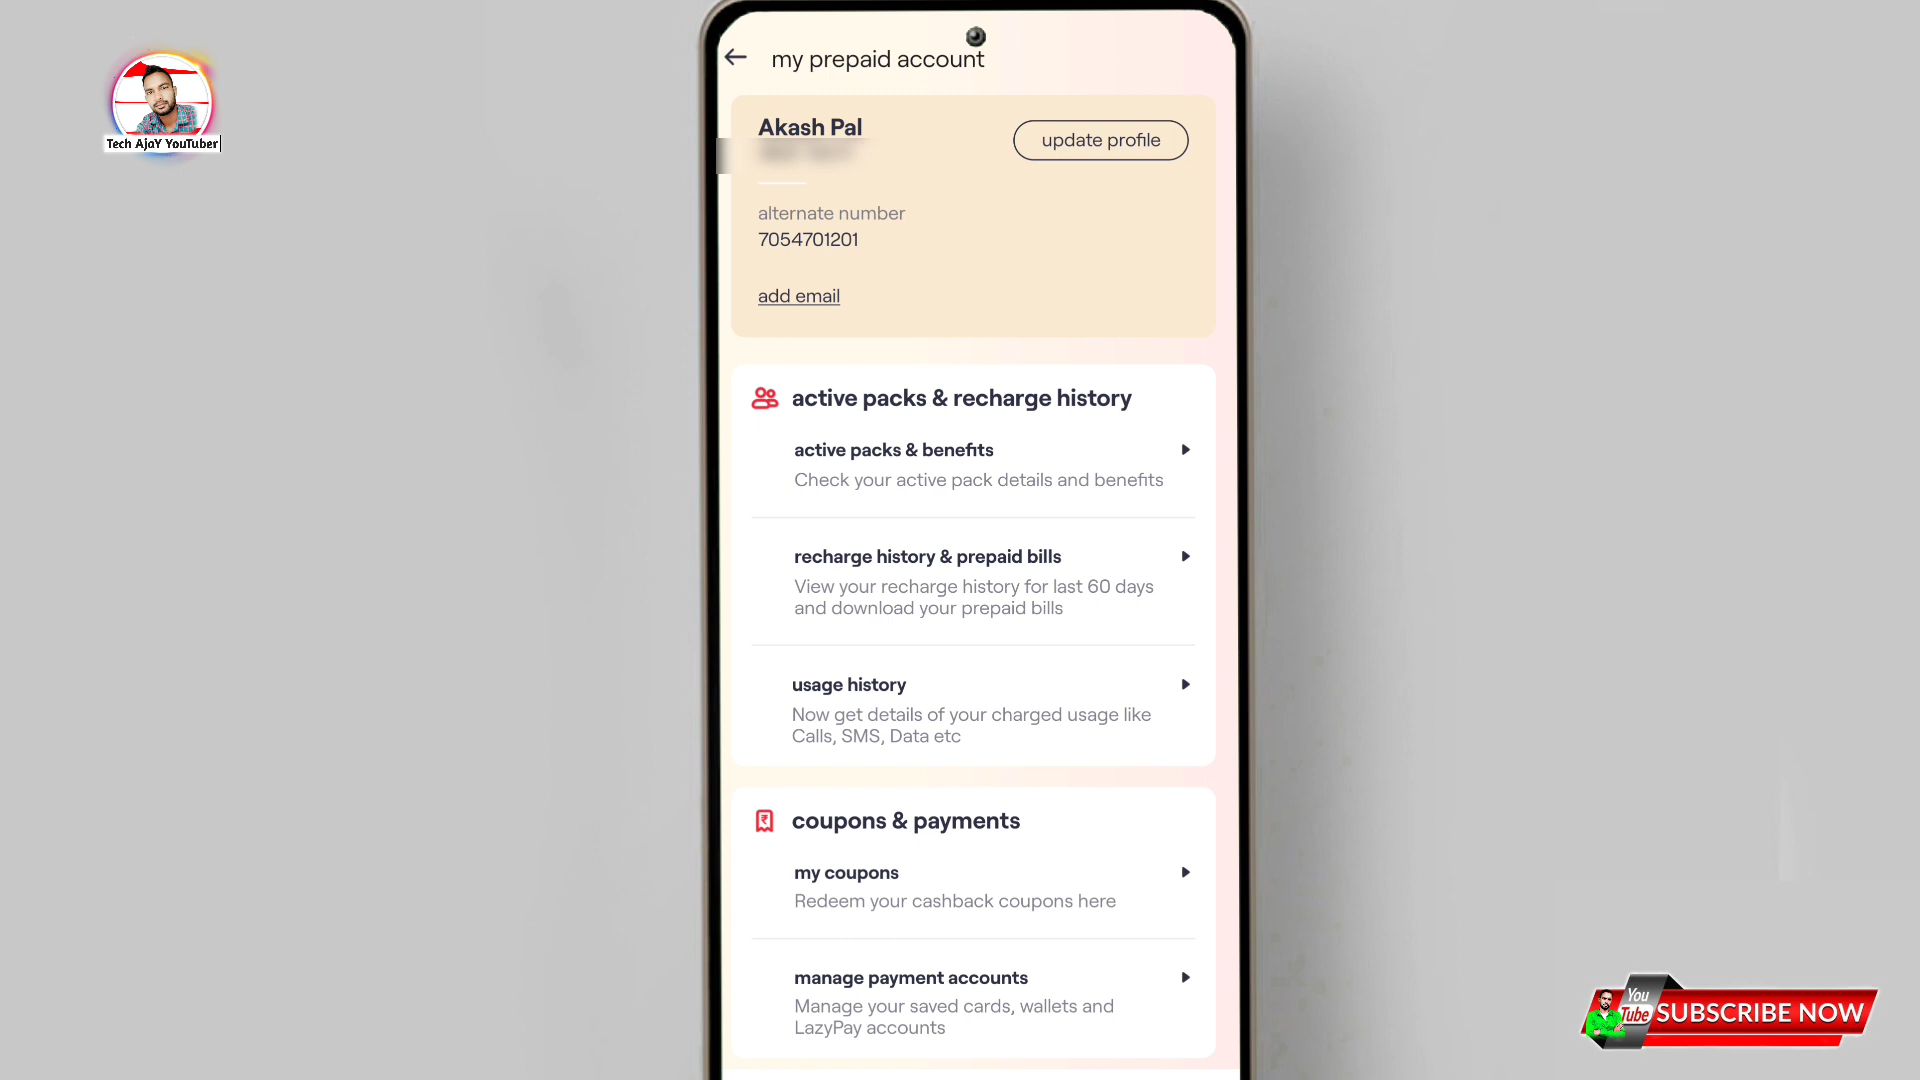 my prepaid account
Tech AjaY YouTuber
Akash Pal
update profile
alternate number
7054701201
add email
active packs & recharge history
active packs & benefits
Check your active pack details and benefits
recharge history & prepaid bills
View your recharge history for last 60 days
and download your prepaid bills
usage history
Now get details of your charged usage like
Calls, SMS, Data etc
coupons & payments
my coupons
Redeem your cashback coupons here
manage payment accounts
Manage your saved cards, wallets and
LazyPay accounts
You
Tube
SUBSCRIBE NOW